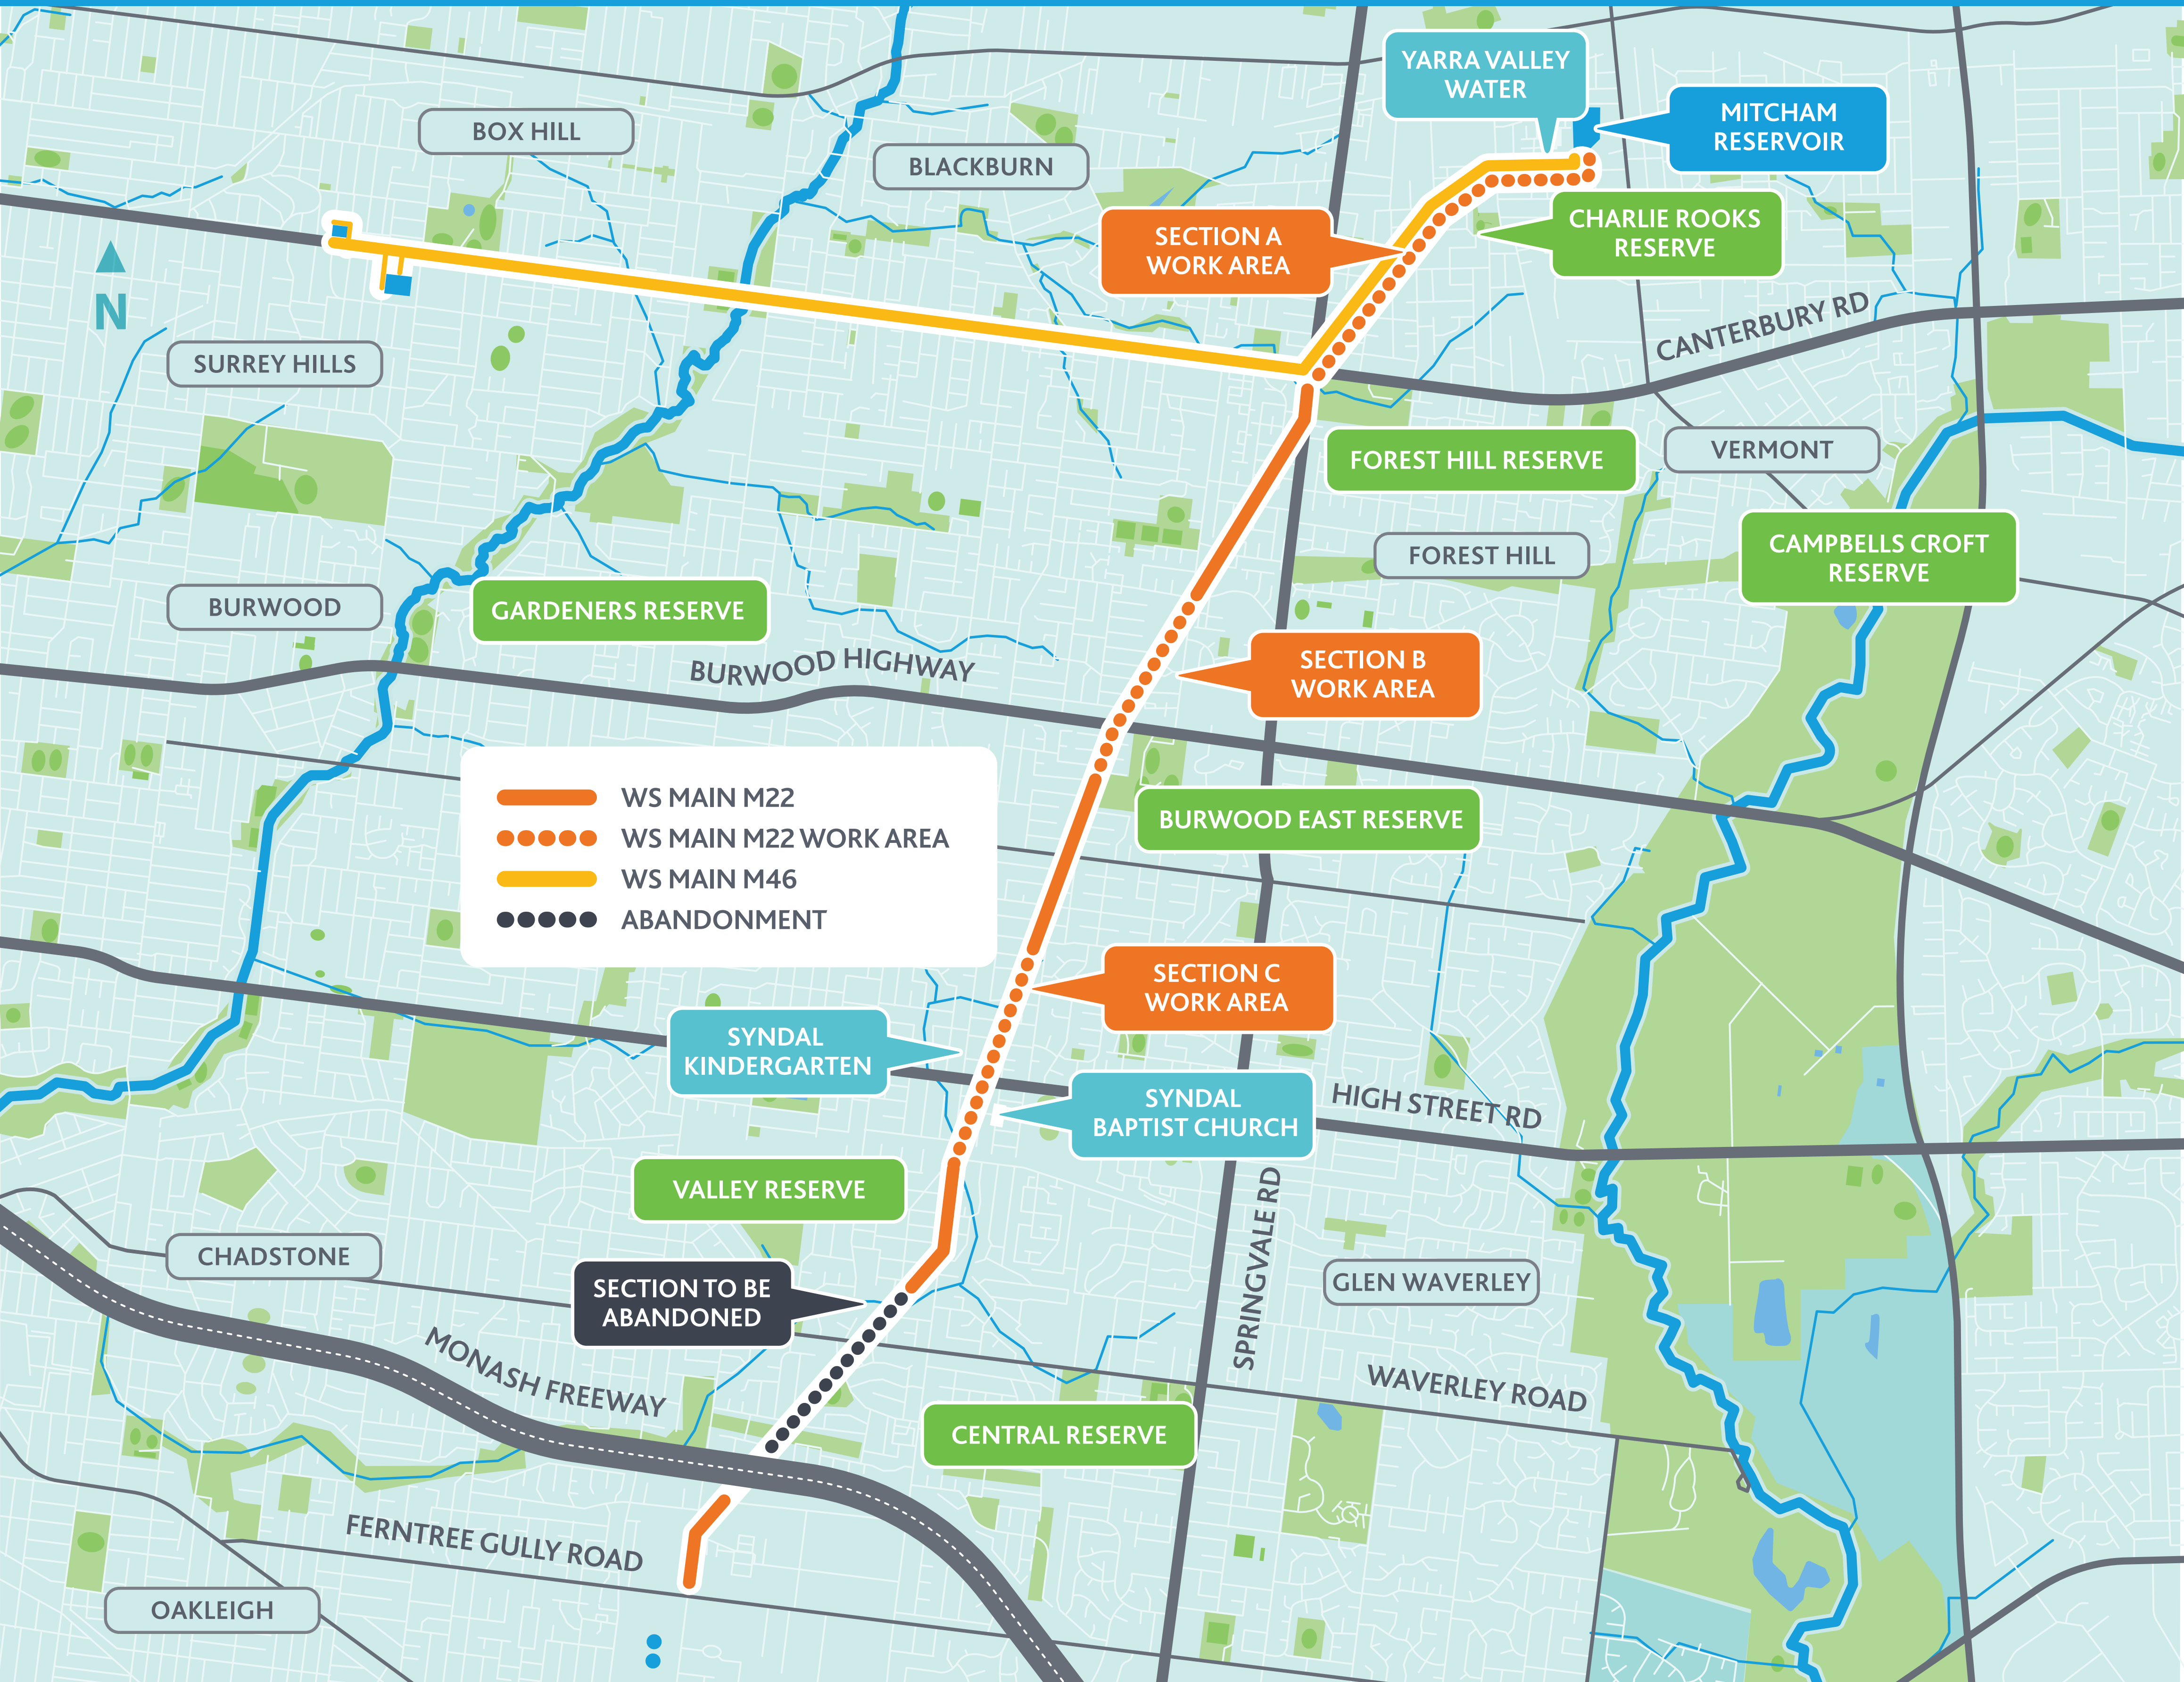 YARRA VALLEY
WATER
MITCHAM
RESERVOIR
BOX HILL
BLACKBURN
CHARLIE ROOKS
RESERVE
SECTION A
WORK AREA
N
CANTERBURY RD
SURREY HILLS
FOREST HILL RESERVE
VERMONT
FOREST HILL
CAMPBELLS CROFT
RESERVE
BURWOOD
GARDENERS RESERVE
BURWOOD HIGHWAY
SECTION B
WORK AREA
WS MAIN M22
WS MAIN M22 WORK AREA
WS MAIN M46
ABANDONMENT
BURWOOD EAST RESERVE
SECTION C
WORK AREA
SYNDAL
KINDERGARTEN
SYNDAL
BAPTIST CHURCH
HIGH STREET RD
VALLEY RESERVE
SPRINGVALE RD
CHADSTONE
SECTION TO BE
ABANDONED
GLEN WAVERLEY
MONASH FREEWAY
WAVERLEY ROAD
CENTRAL RESERVE
FERNTREE GULLY ROAD
OAKLEIGH